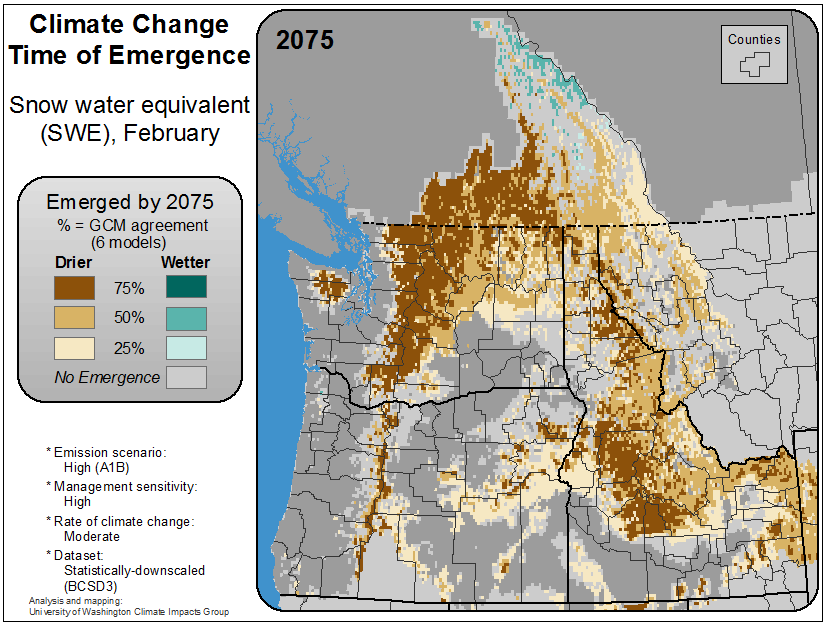 Climate Change
Time of Emergence
Snow water equivalent
(SWE), February
Emerged by 2075
% = GCM agreement
(6 models)
Drier Wetter
75%
50%
25%
No Emergence
* Emission scenario:
High (A1B)
* Management sensitivity:
High
* Rate of climate change:
Moderate
* Dataset:
Statistically-downscaled
(BCSD3)
Analysis and mapping:
University of Washington Climate Impacts Group
2075
Counties